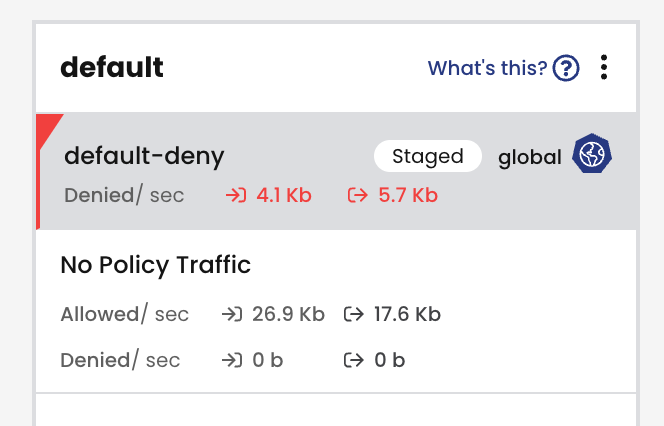 default What's this? ?
default-deny Staged global
Denied/ sec 4.1 Kb 5.7 Kb
No Policy Traffic
Allowed/ sec 26.9 Kb 17.6 Kb
Denied/ sec 0 b 0 b